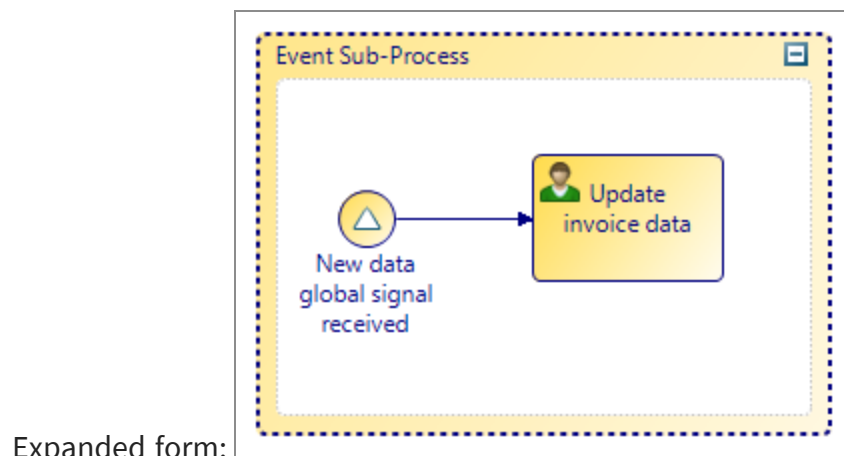 Event Sub-Process
Update
invoice data
New data
global signal
received
Expanded form: